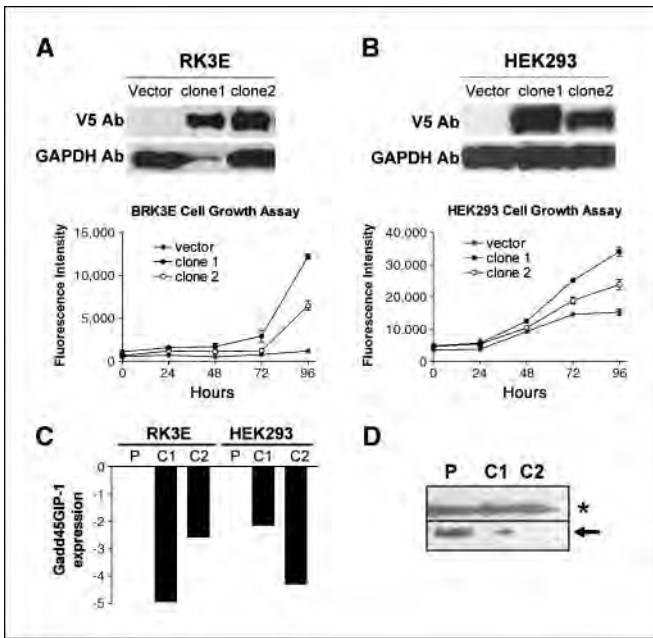 A
RK3E
Vector clone1 clone2
V5 Ab
GAPDH Ab
BRK3E Cell Growth Assay
Fluorescence Intensity
15,000
10,000
5,000
0
vector
clone 1
clone 2
0 24 48 72 96
Hours
B
HEK293
Vector clone1 clone2
V5 Ab
GAPDH Ab
HEK293 Cell Growth Assay
Fluorescence Intensity
40,000
30,000
20,000
10.000
0
vector
clone 1
clone 2
0 24 48 72 96
Hours
C
RK3E HEK293
P C1 C2 P C1 C2
Gadd45GIP-1
expression
0
-1
-2
-3
-4
-5
D
P C1 C2
*